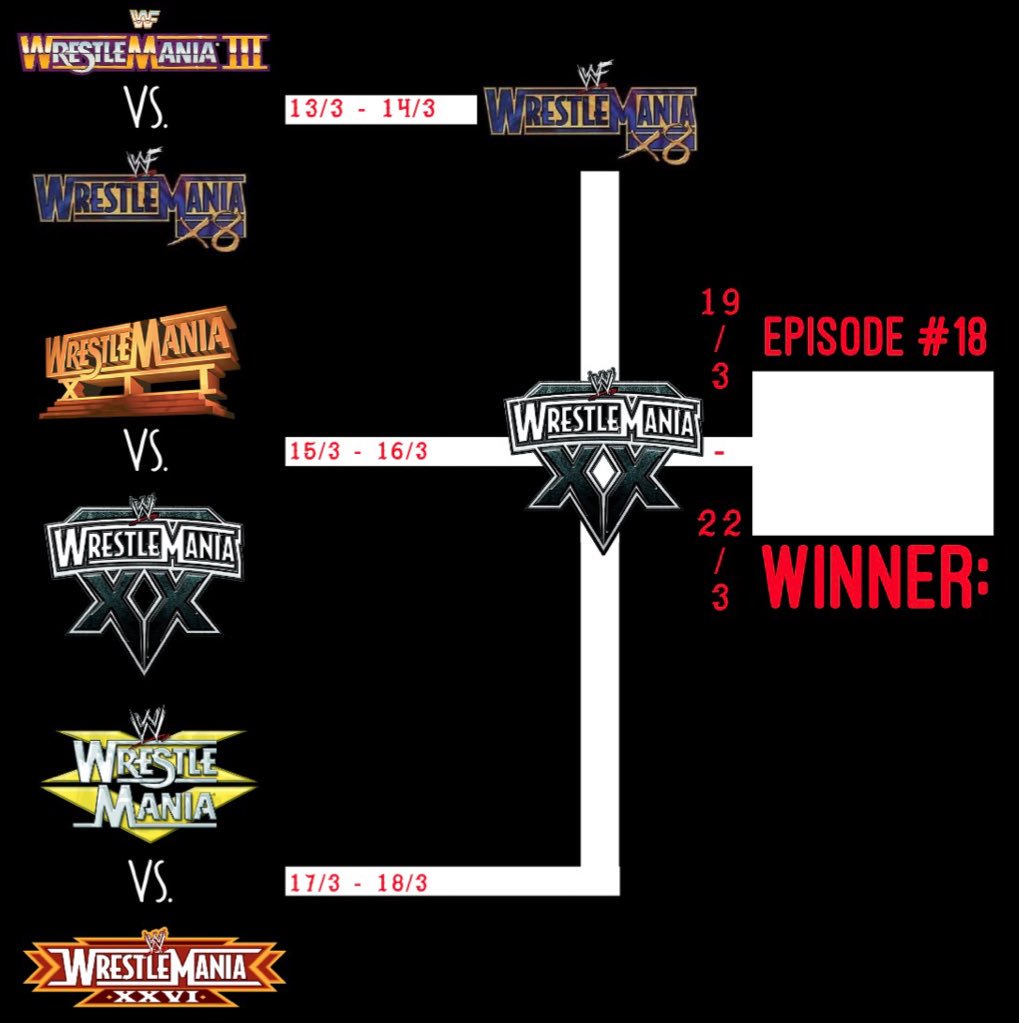 WF
WRESTLEMANIA III
VS.
13/3 - 14/3
WF
WRESTLEMANIA
X8
WF
WRESTLEMANIA
X8
WRESTLEMANIA
XII
VS.
15/3 - 16/3
W
WRESTLEMANIA
XX
W
WRESTLEMANIA
XX
19
/
3
-
22
/
3
EPISODE #18
WINNER:
W
WRESTLE
MANIA
VS.
17/3 - 18/3
W
WRESTLEMANIA
XXVI